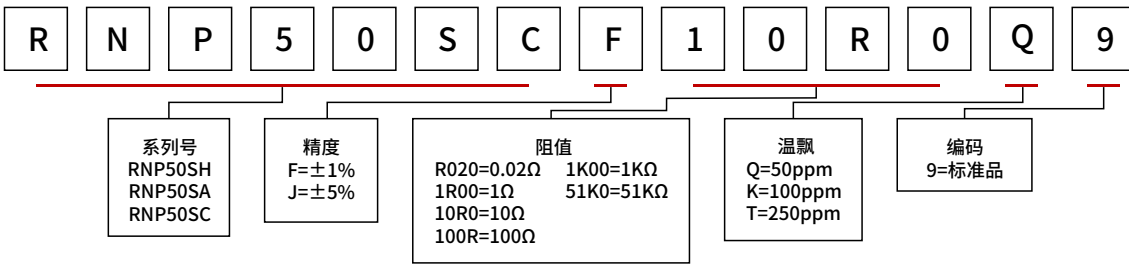 R N P 5 0 S C F 1 0 R 0 Q 9
系列号
RNP50SH
RNP50SA
RNP50SC
精度
F=±1%
J=±5%
阻值
R020=0.02Ω 1K00=1KΩ
1R00=1Ω 51K0=51KΩ
10R0=10Ω
100R=100Ω
温飘
Q=50ppm
K=100ppm
T=250ppm
编码
9=标准品